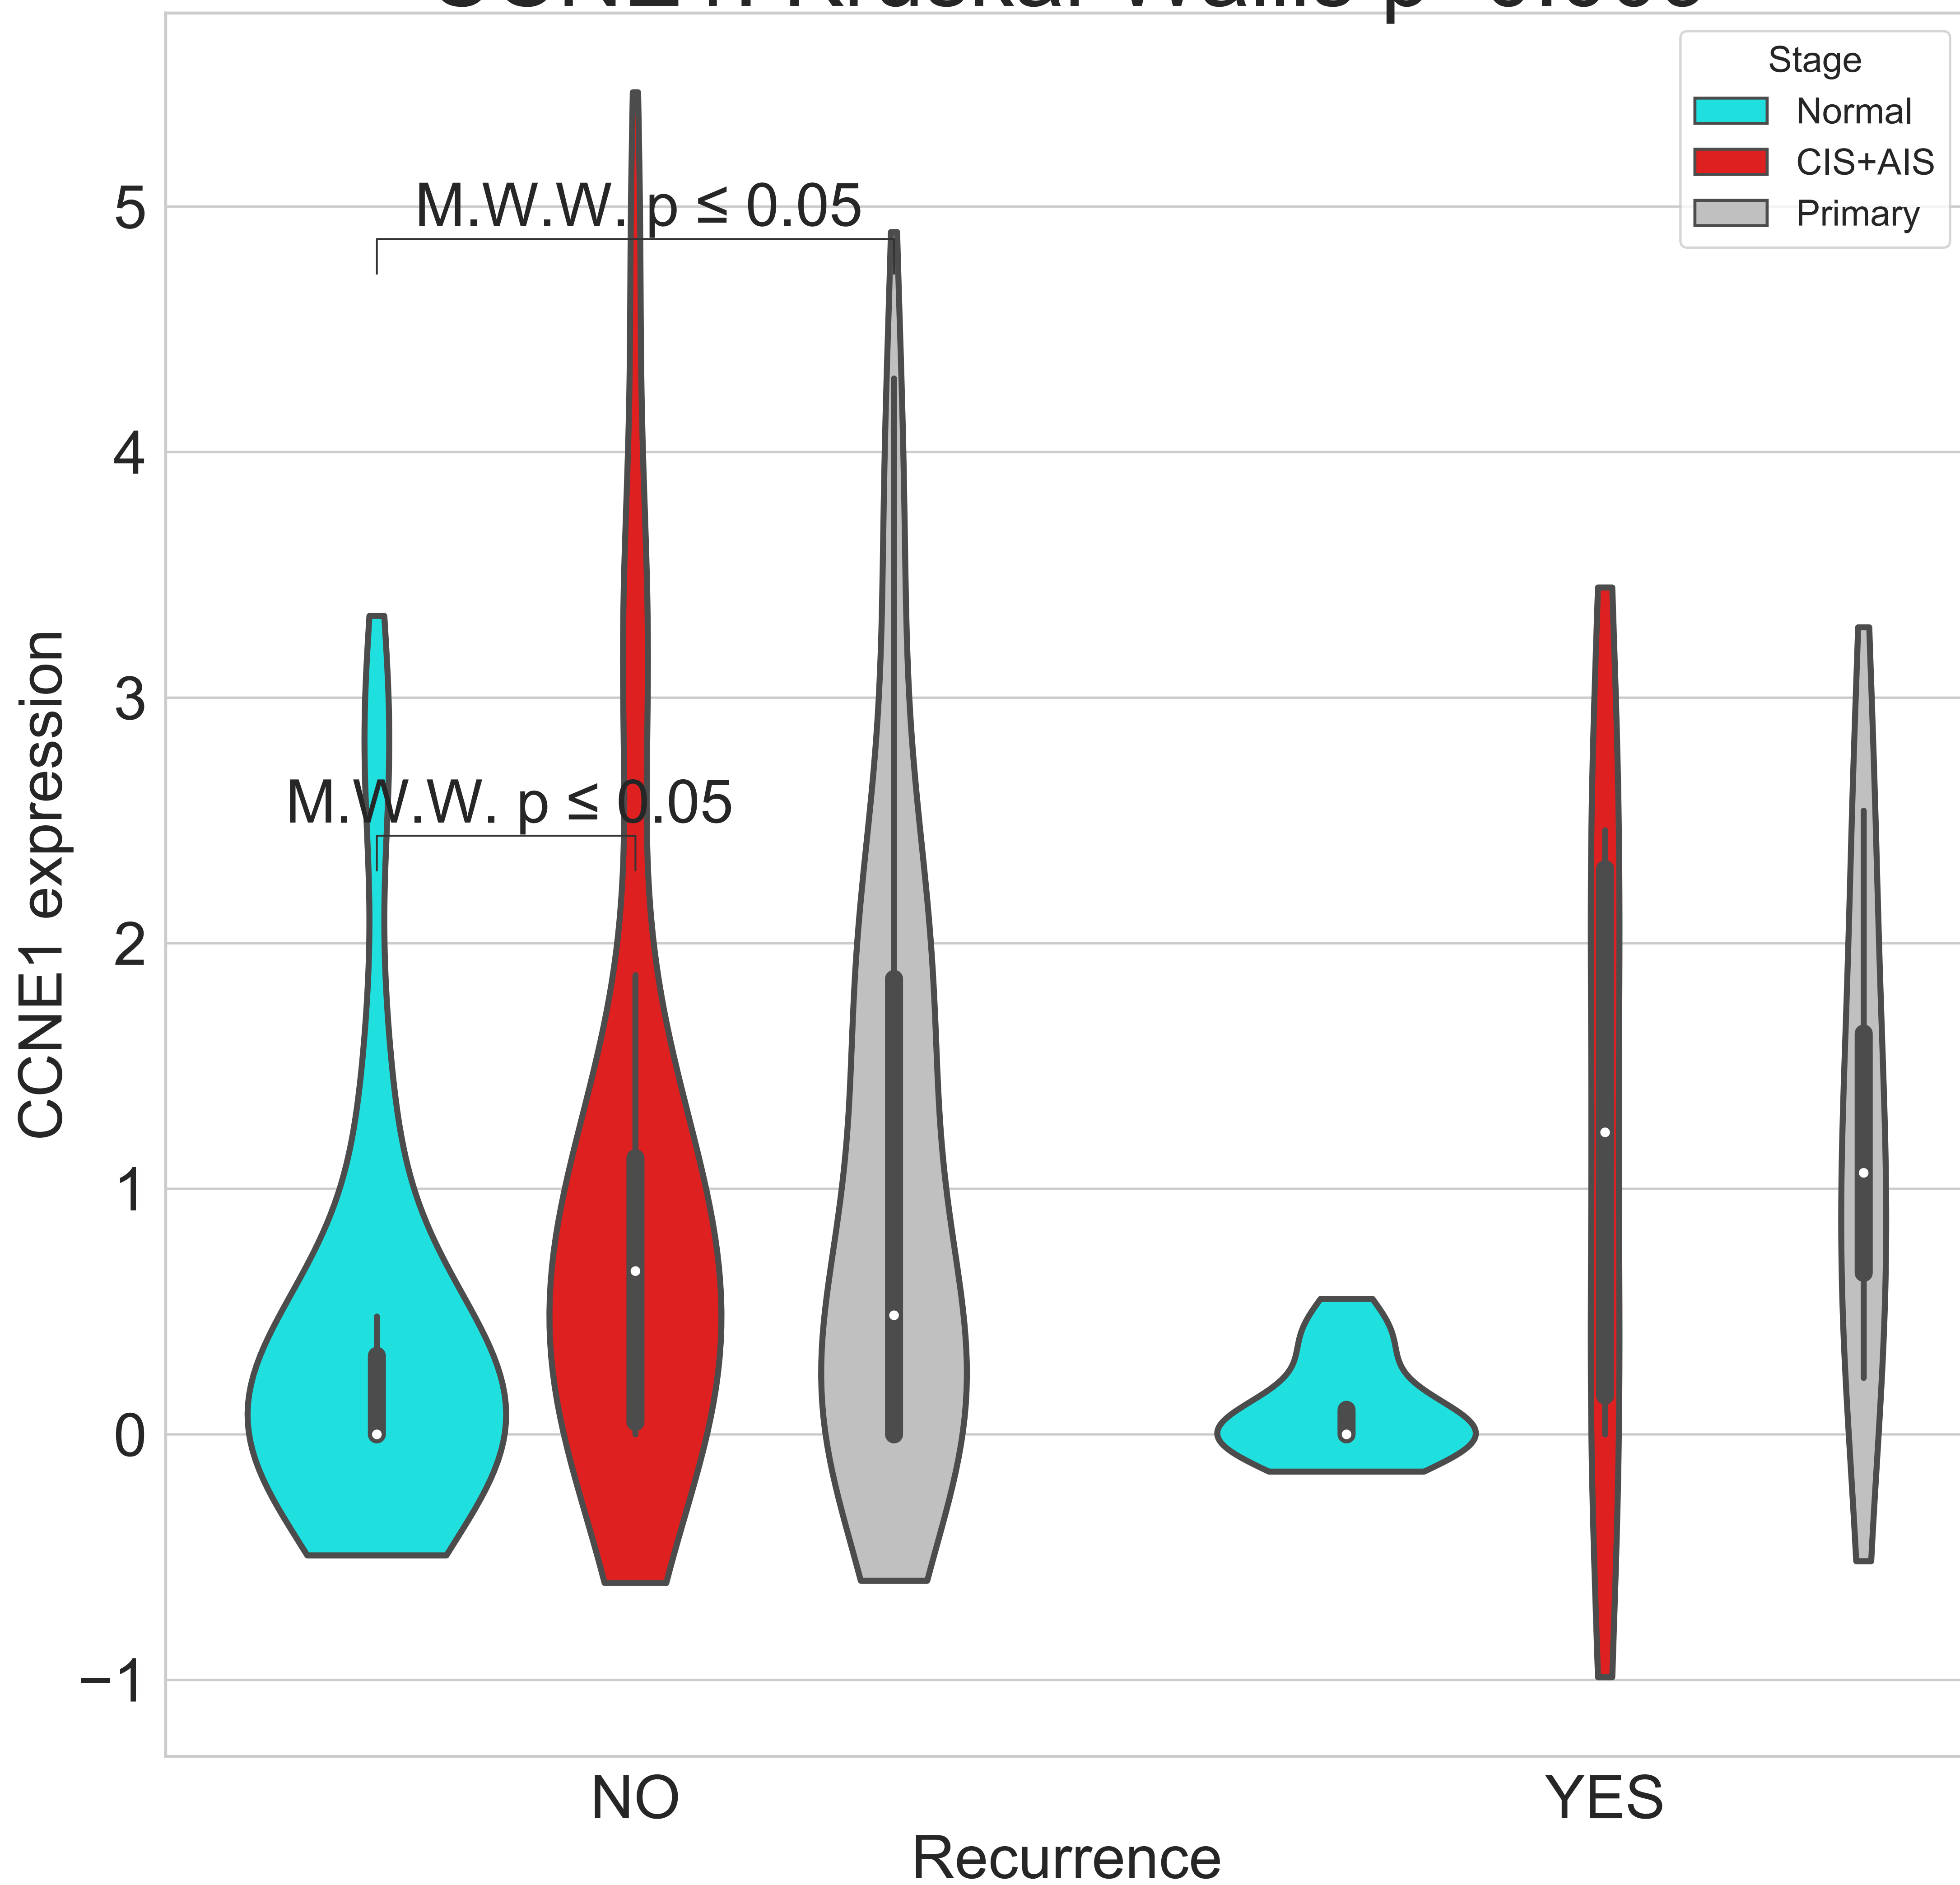 Stage
Normal
CIS+AIS
Primary
5
4
3
2
1
0
−1
M.W.W. p ≤ 0.05
M.W.W. p ≤ 0.05
CCNE1 expression
NO
YES
Recurrence